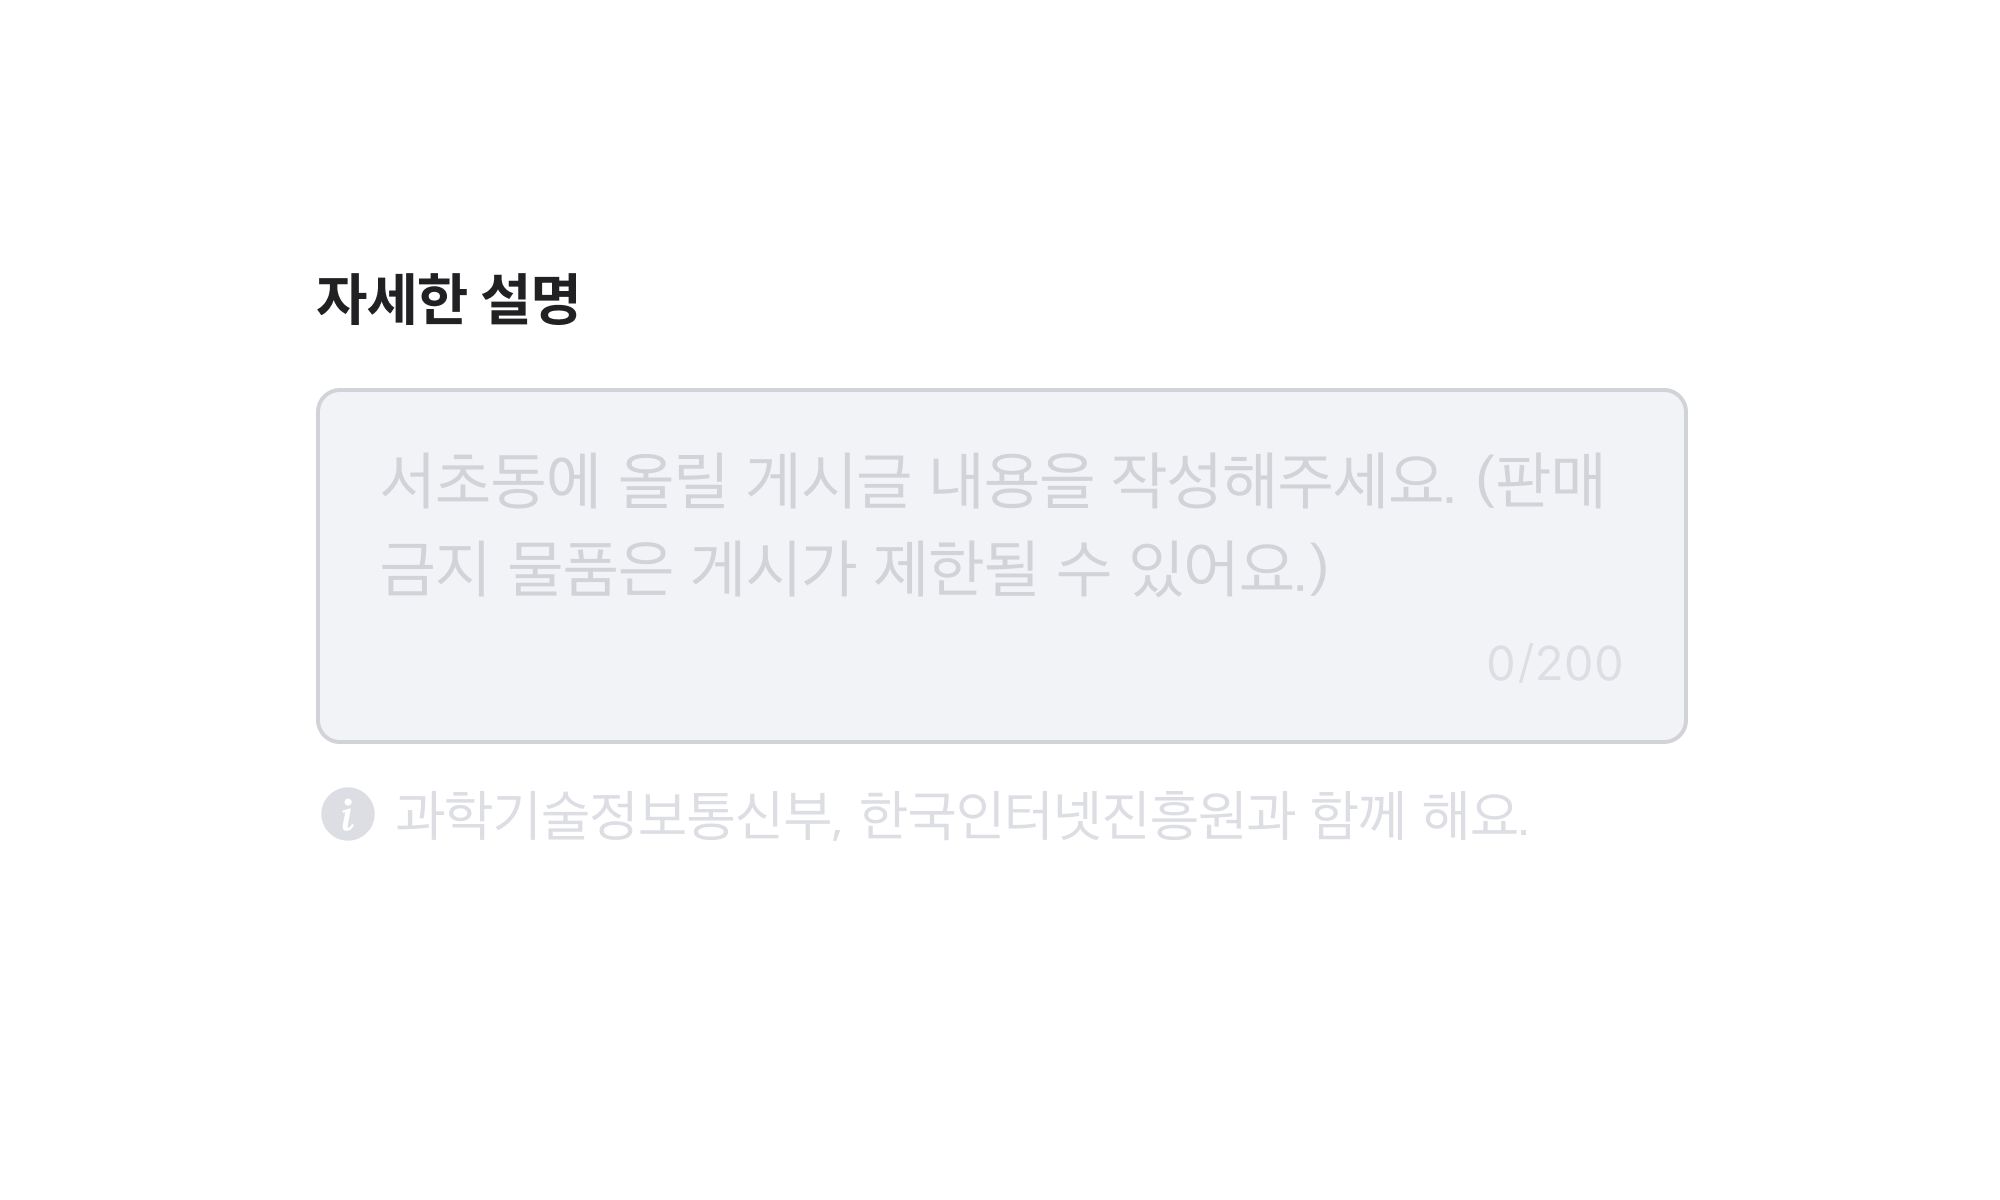 자세한 설명
서초동에 올릴 게시글 내용을 작성해주세요. (판매
금지 물품은 게시가 제한될 수 있어요.)
0/200
과학기술정보통신부, 한국인터넷진흥원과 함께 해요.